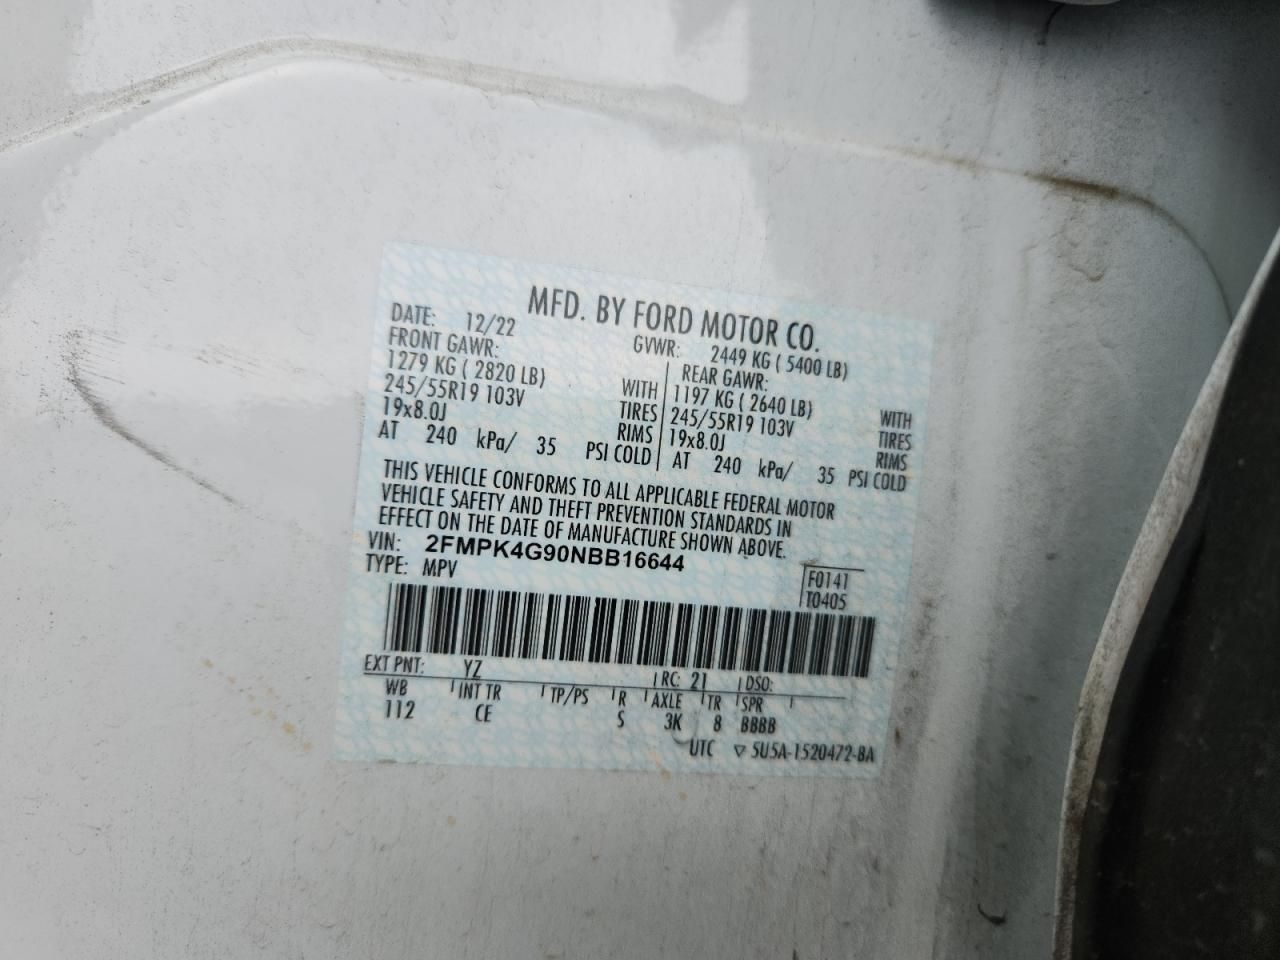 MFD. BY FORD MOTOR CO.
DATE: 12/22 GVWR: 2449 KG ( 5400 LB)
FRONT GAWR: REAR GAWR:
1279 KG ( 2820 LB) WITH 1197 KG ( 2640 LB) WITH
245/55R19 103V TIRES 245/55R19 103V TIRES
19x8.0J RIMS 19x8.0J RIMS
AT 240 kPa/ 35 PSI COLD AT 240 kPa/ 35 PSI COLD
THIS VEHICLE CONFORMS TO ALL APPLICABLE FEDERAL MOTOR
VEHICLE SAFETY AND THEFT PREVENTION STANDARDS IN
EFFECT ON THE DATE OF MANUFACTURE SHOWN ABOVE.
VIN: 2FMPK4G90NBB16644
TYPE: MPV
F0141
T0405
EXT PNT: YZ RC: 21 DSO:
WB INT TR TP/PS R AXLE TR SPR
112 CE S 3K 8 BBBB
UTC ▽ 5U5A-1520472-BA